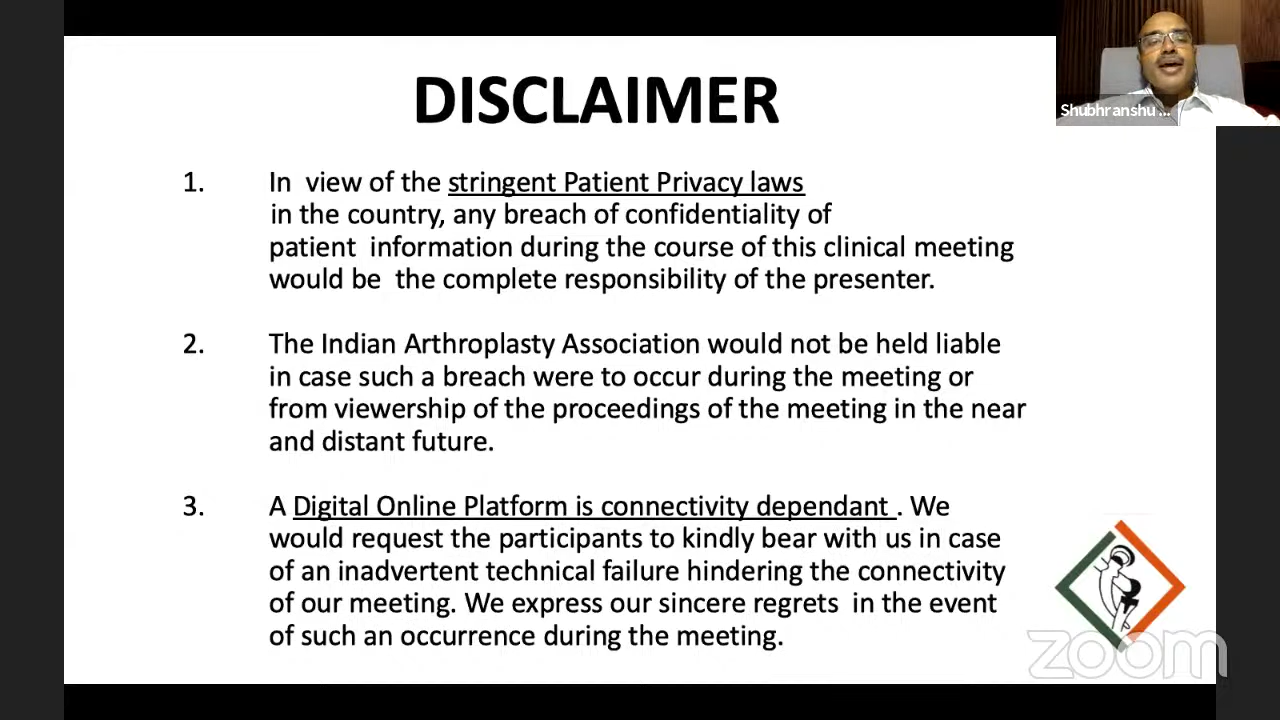 DISCLAIMER
Shubhranshu ...
1. In view of the stringent Patient Privacy laws
in the country, any breach of confidentiality of
patient information during the course of this clinical meeting
would be the complete responsibility of the presenter.
2. The Indian Arthroplasty Association would not be held liable
in case such a breach were to occur during the meeting or
from viewership of the proceedings of the meeting in the near
and distant future.
3. A Digital Online Platform is connectivity dependant . We
would request the participants to kindly bear with us in case
of an inadvertent technical failure hindering the connectivity
of our meeting. We express our sincere regrets in the event
of such an occurrence during the meeting.
zoom